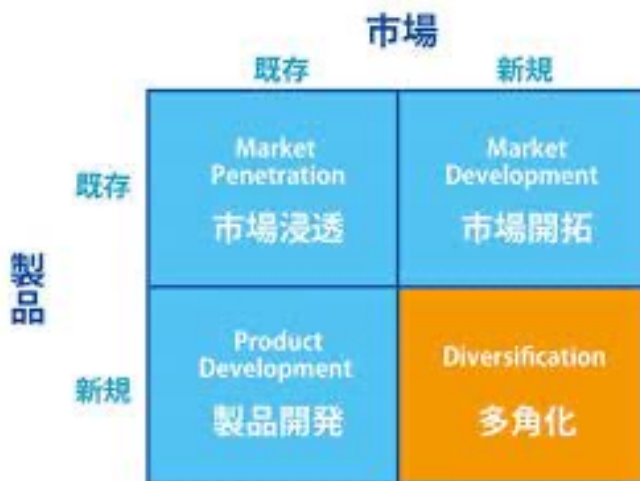 市場
既存
新規
既存
Market
Penetration
市場浸透
Market
Development
市場開拓
製品
新規
Product
Development
製品開発
Diversification
多角化